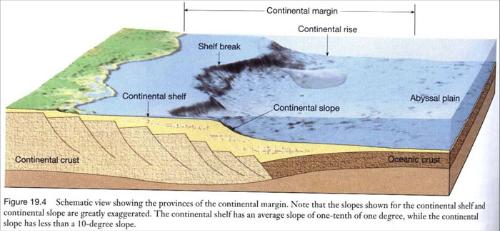 Continental margin
Continental rise
Shelf break
Continental shelf
Continental slope
Abyssal plain
Continental crust
Oceanic crust
Figure 19.4 Schematic view showing the provinces of the continental margin. Note that the slopes shown for the continental shelf and
continental slope are greatly exaggerated. The continental shelf has an average slope of one-tenth of one degree, while the continental
slope has less than a 10-degree slope.